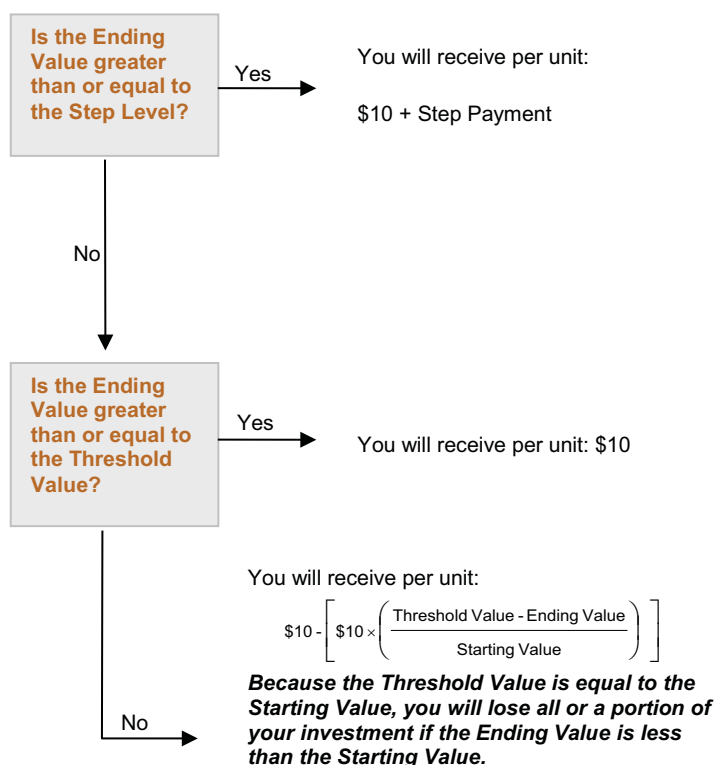 Is the Ending
Value greater
than or equal to
the Step Level?
Yes
You will receive per unit:
$10 + Step Payment
No
Is the Ending
Value greater
than or equal to
the Threshold
Value?
Yes
You will receive per unit: $10
You will receive per unit:
$10 - [ $10 × ( Threshold Value - Ending Value / Starting Value ) ]
Because the Threshold Value is equal to the
Starting Value, you will lose all or a portion of
your investment if the Ending Value is less
than the Starting Value.
No